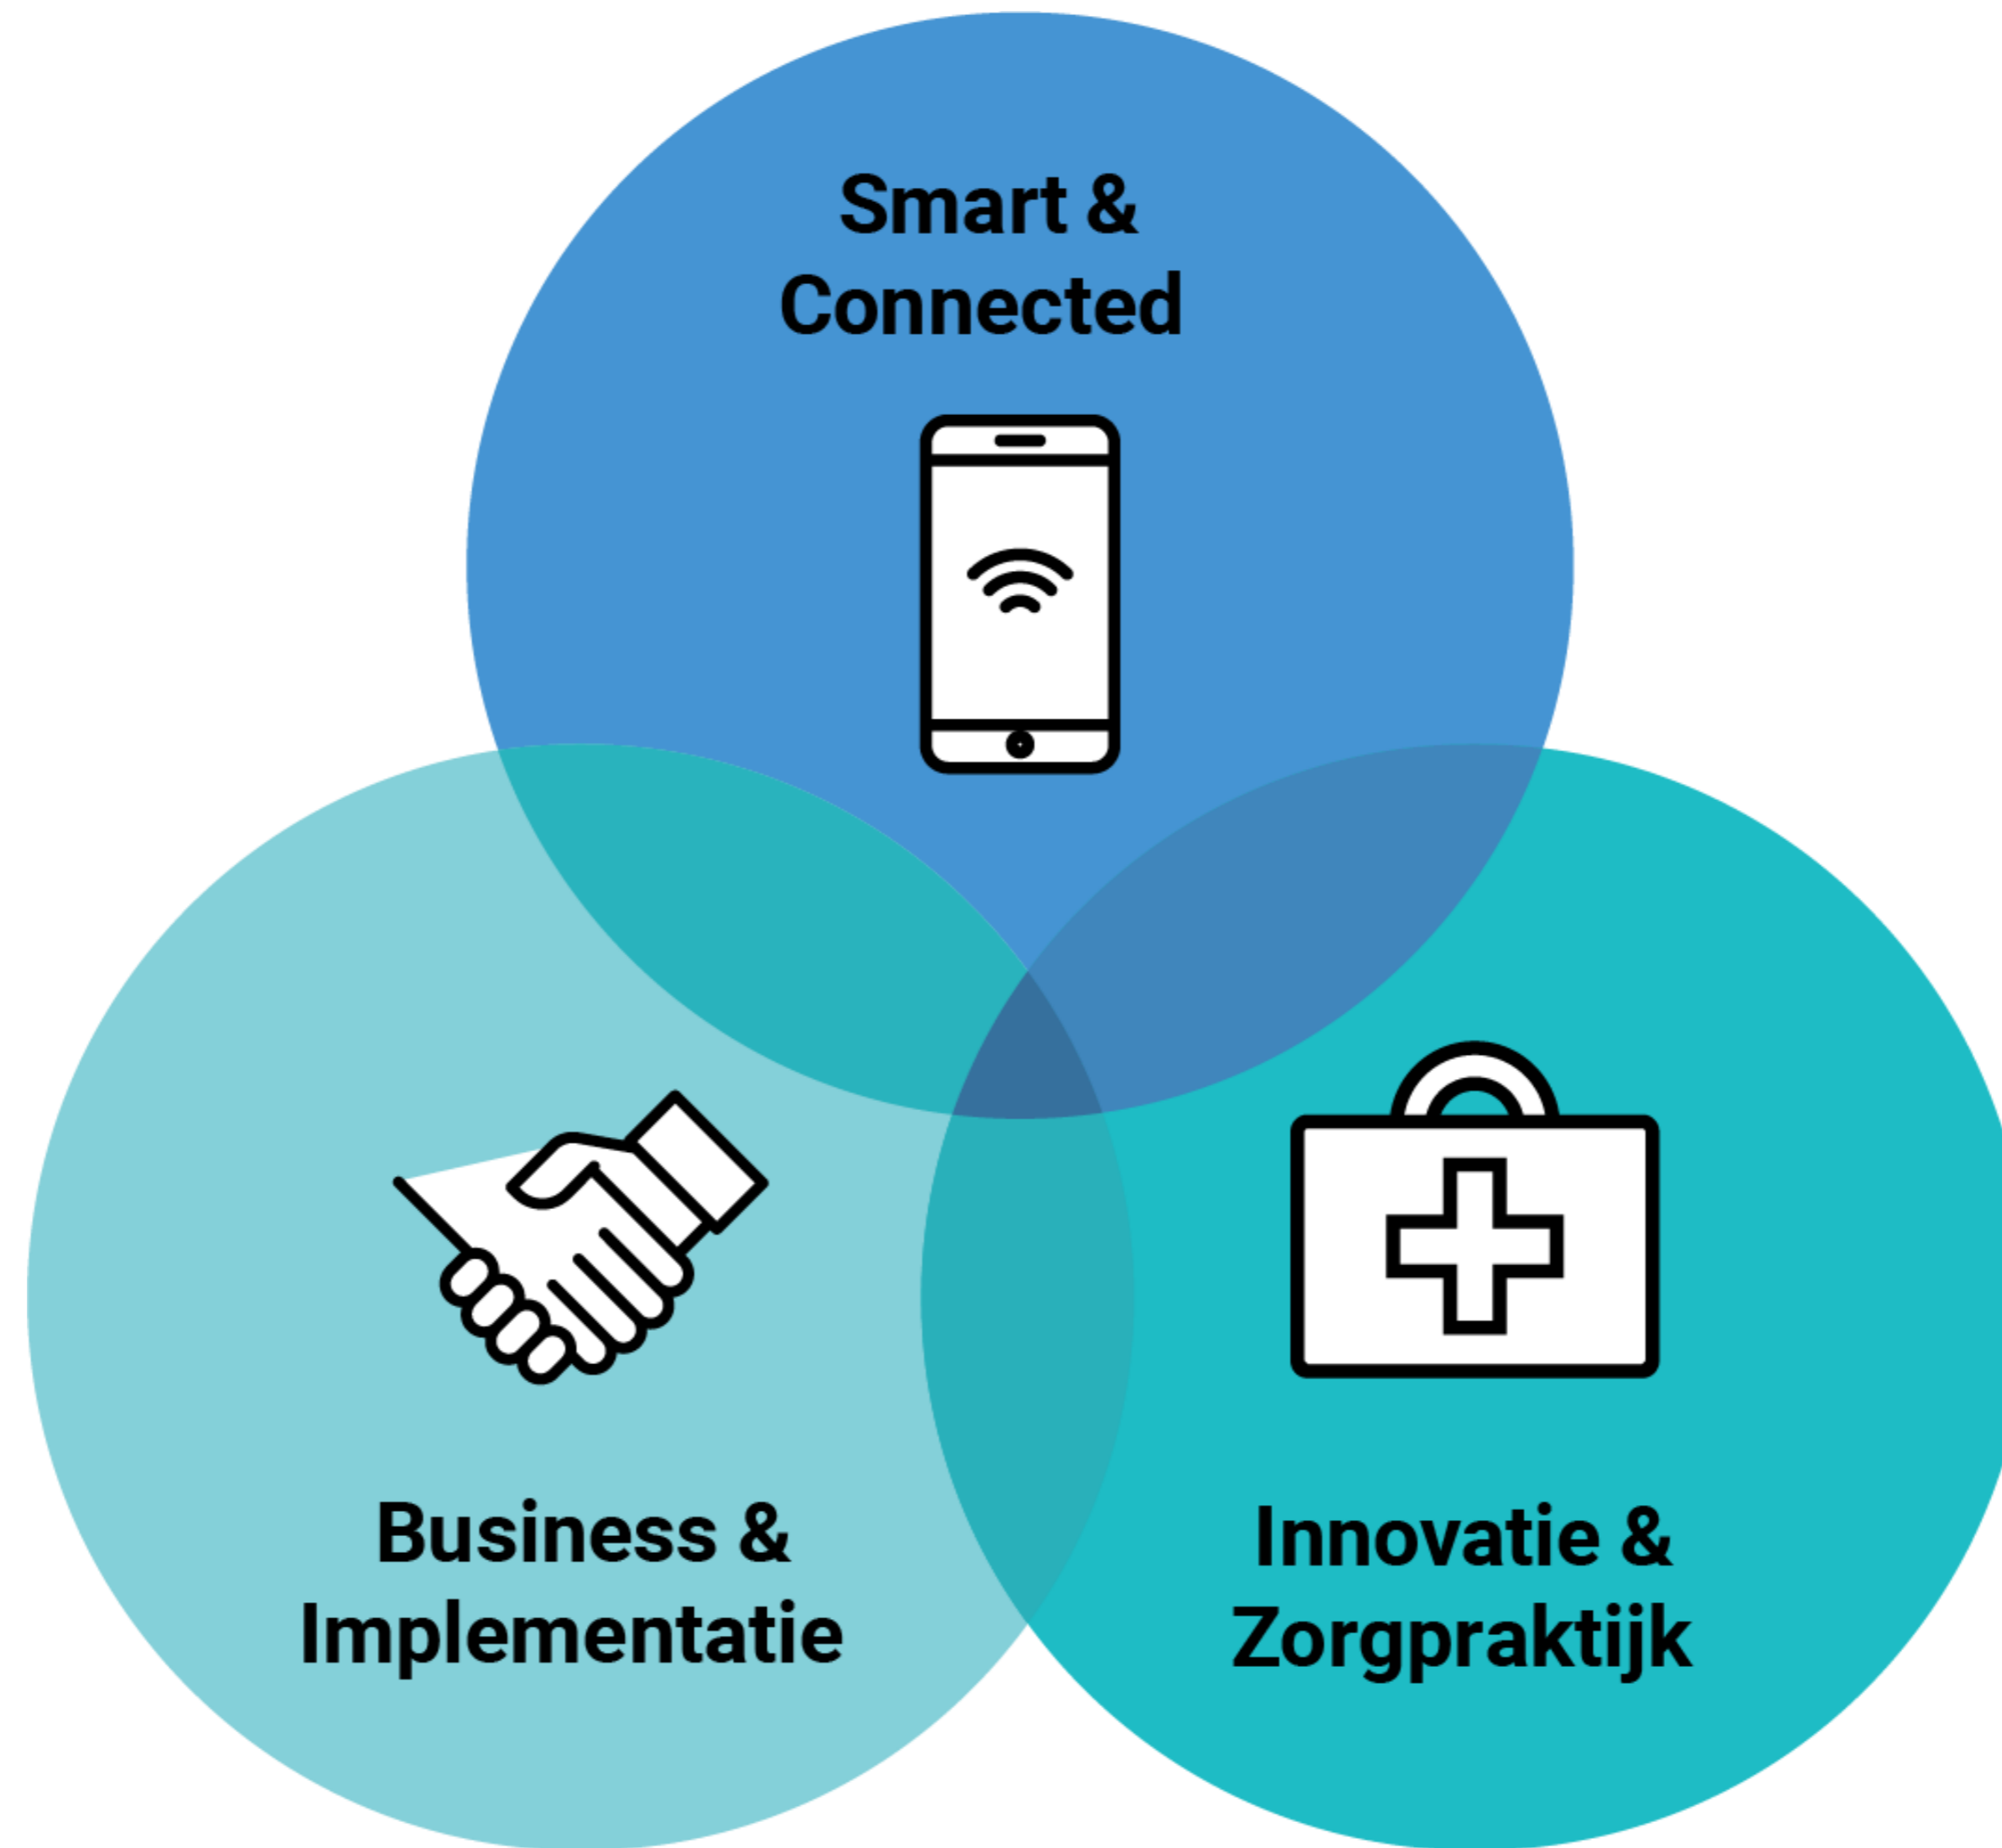 Smart &
Connected
Business &
Implementatie
Innovatie &
Zorgpraktijk